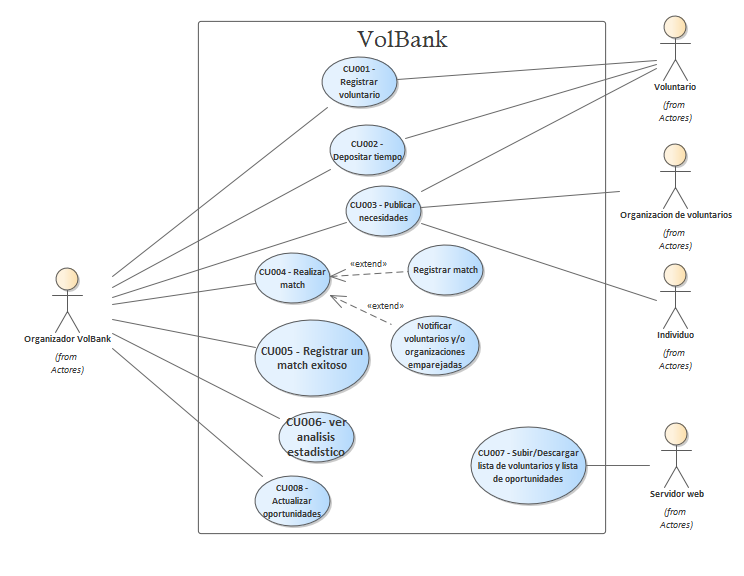 VolBank
CU001 -
Registrar
voluntario
CU002 -
Depositar tiempo
CU003 - Publicar
necesidades
CU004 - Realizar
match
«extend»
Registrar match
«extend»
Notificar
voluntarios y/o
organizaciones
emparejadas
CU005 - Registrar un
match exitoso
CU006- ver
analisis
estadistico
CU007 - Subir/Descargar
lista de voluntarios y lista
de oportunidades
CU008 -
Actualizar
oportunidades
Organizador VolBank
(from
Actores)
Voluntario
(from
Actores)
Organizacion de voluntarios
(from
Actores)
Individuo
(from
Actores)
Servidor web
(from
Actores)